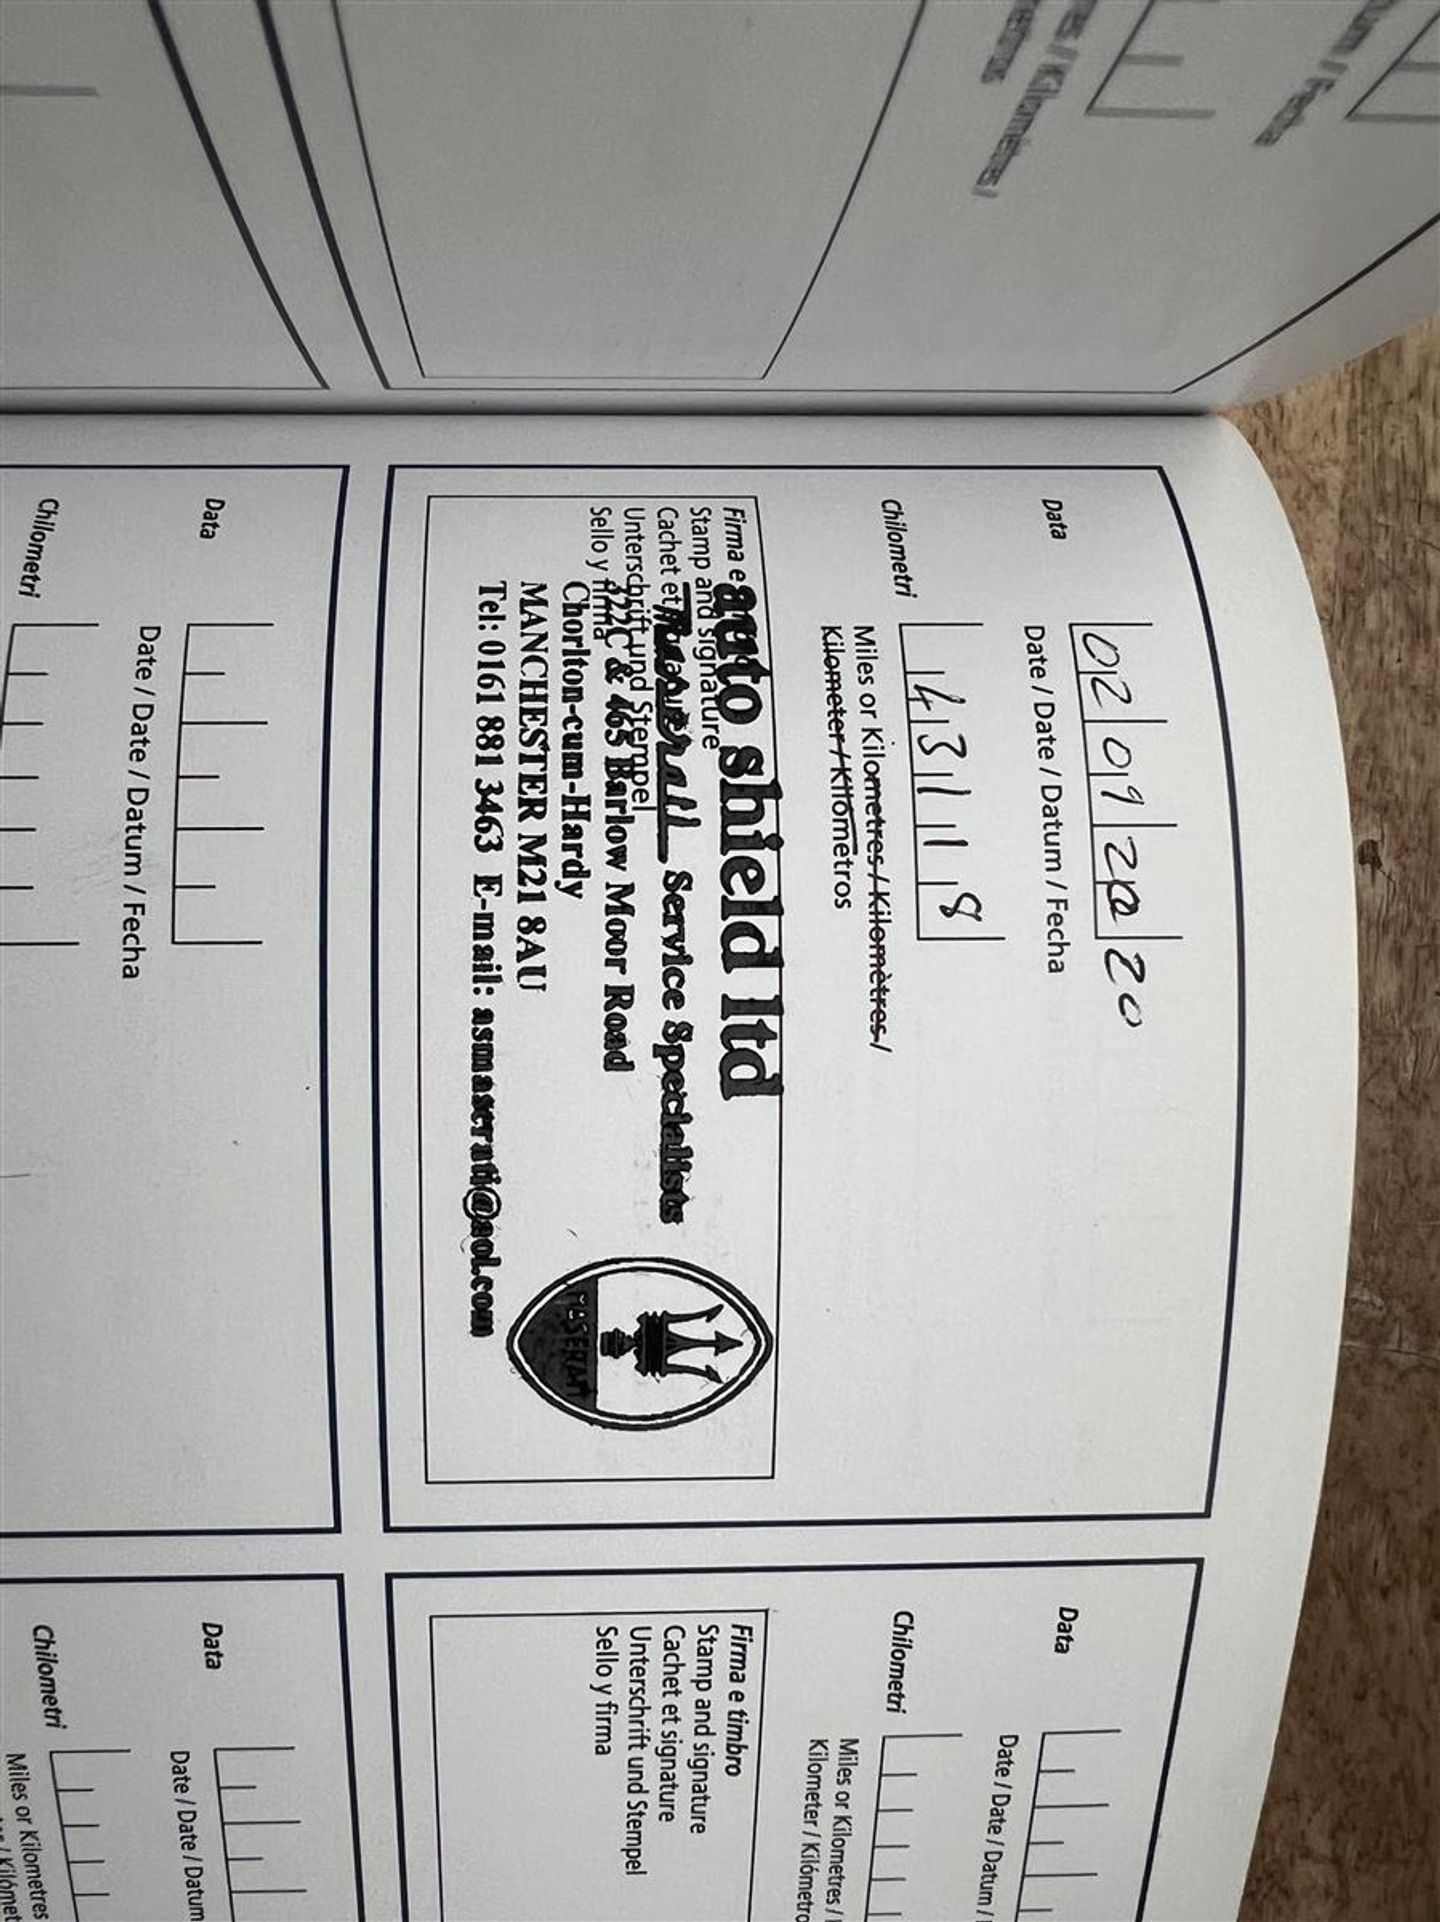 Data
02 09 2020
Date / Date / Datum / Fecha
Chilometri
43118
Miles or Kilometres / Kilomètres /
Kilometer / Kilómetros
Firma e
Stamp and signature
Cachet et
Unterschrift und Stempel
Sello y firma
auto shield ltd
Maserati Service Specialists
& 465 Barlow Moor Road
Chorlton-cum-Hardy
MANCHESTER M21 8AU
Tel: 0161 881 3463 E-mail: asmaserati@aol.com
MASERATI
Data
Date / Date / Datum / Fecha
Chilometri
Data
Date / Date / Datum /
Chilometri
Miles or Kilometres /
Kilometer / Kilómetro
Firma e timbro
Stamp and signature
Cachet et signature
Unterschrift und Stempel
Sello y firma
Data
Date / Date / Datum
Chilometri
Miles or Kilometres